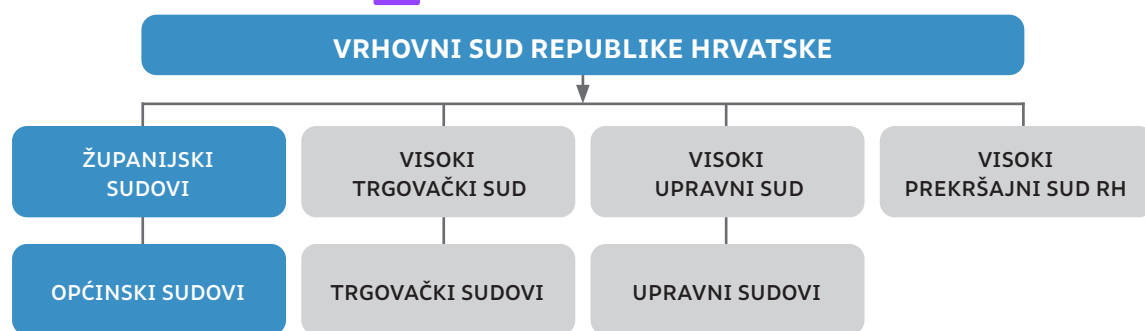 VRHOVNI SUD REPUBLIKE HRVATSKE
ŽUPANIJSKI
SUDOVI
VISOKI
TRGOVAČKI SUD
VISOKI
UPRAVNI SUD
VISOKI
PREKRŠAJNI SUD RH
OPĆINSKI SUDOVI
TRGOVAČKI SUDOVI
UPRAVNI SUDOVI